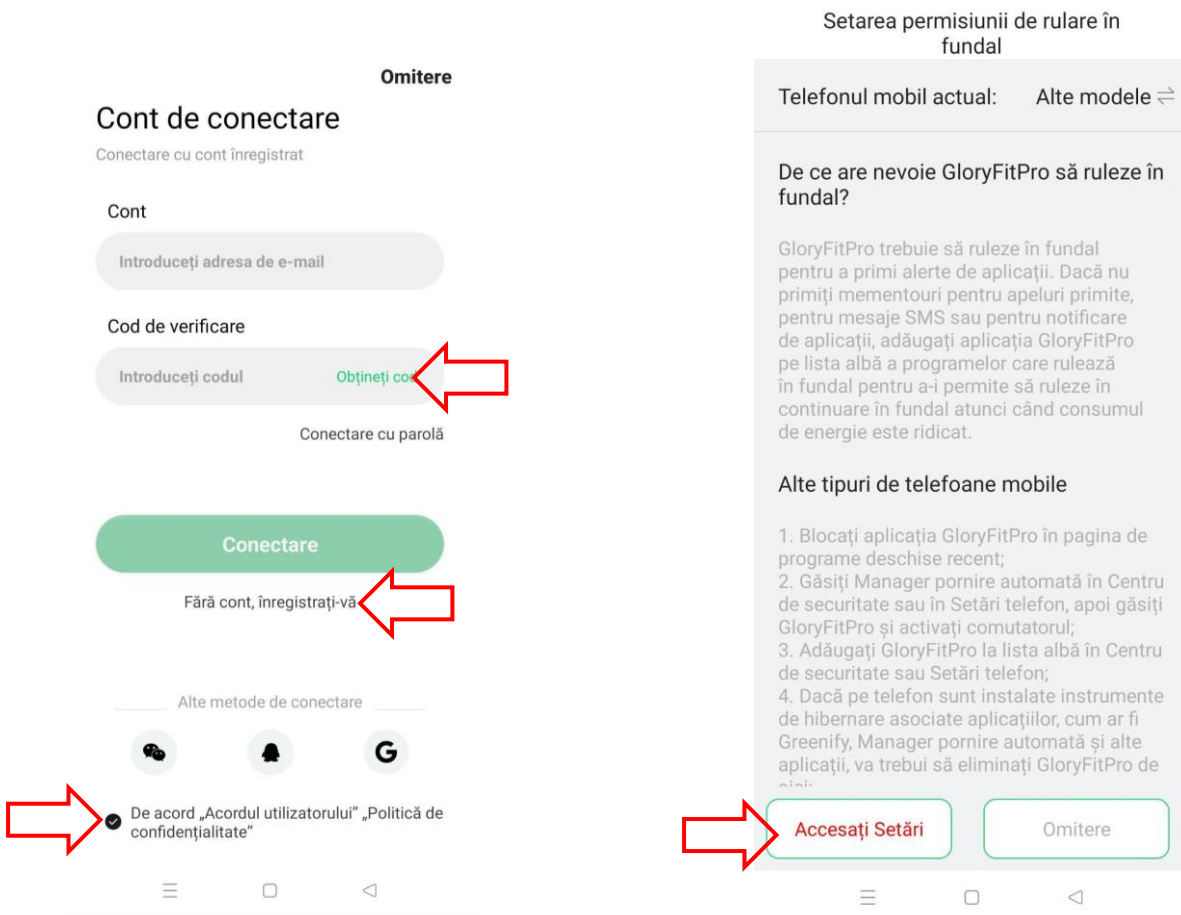 Omitere
Cont de conectare
Conectare cu cont înregistrat
Cont
Introduceți adresa de e-mail
Cod de verificare
Introduceți codul
Obțineți cod
Conectare cu parolă
Conectare
Fără cont, înregistrați-vă
Alte metode de conectare
G
De acord „Acordul utilizatorului” „Politică de
confidențialitate”
Setarea permisiunii de rulare în
fundal
Telefonul mobil actual: Alte modele
De ce are nevoie GloryFitPro să ruleze în
fundal?
GloryFitPro trebuie să ruleze în fundal
pentru a primi alerte de aplicații. Dacă nu
primiți mementouri pentru apeluri primite,
pentru mesaje SMS sau pentru notificare
de aplicații, adăugați aplicația GloryFitPro
pe lista albă a programelor care rulează
în fundal pentru a-i permite să ruleze în
continuare în fundal atunci când consumul
de energie este ridicat.
Alte tipuri de telefoane mobile
1. Blocați aplicația GloryFitPro în pagina de
programe deschise recent;
2. Găsiți Manager pornire automată în Centru
de securitate sau în Setări telefon, apoi găsiți
GloryFitPro și activați comutatorul;
3. Adăugați GloryFitPro la lista albă în Centru
de securitate sau Setări telefon;
4. Dacă pe telefon sunt instalate instrumente
de hibernare asociate aplicațiilor, cum ar fi
Greenify, Manager pornire automată și alte
aplicații, va trebui să eliminați GloryFitPro de
Accesați Setări
Omitere